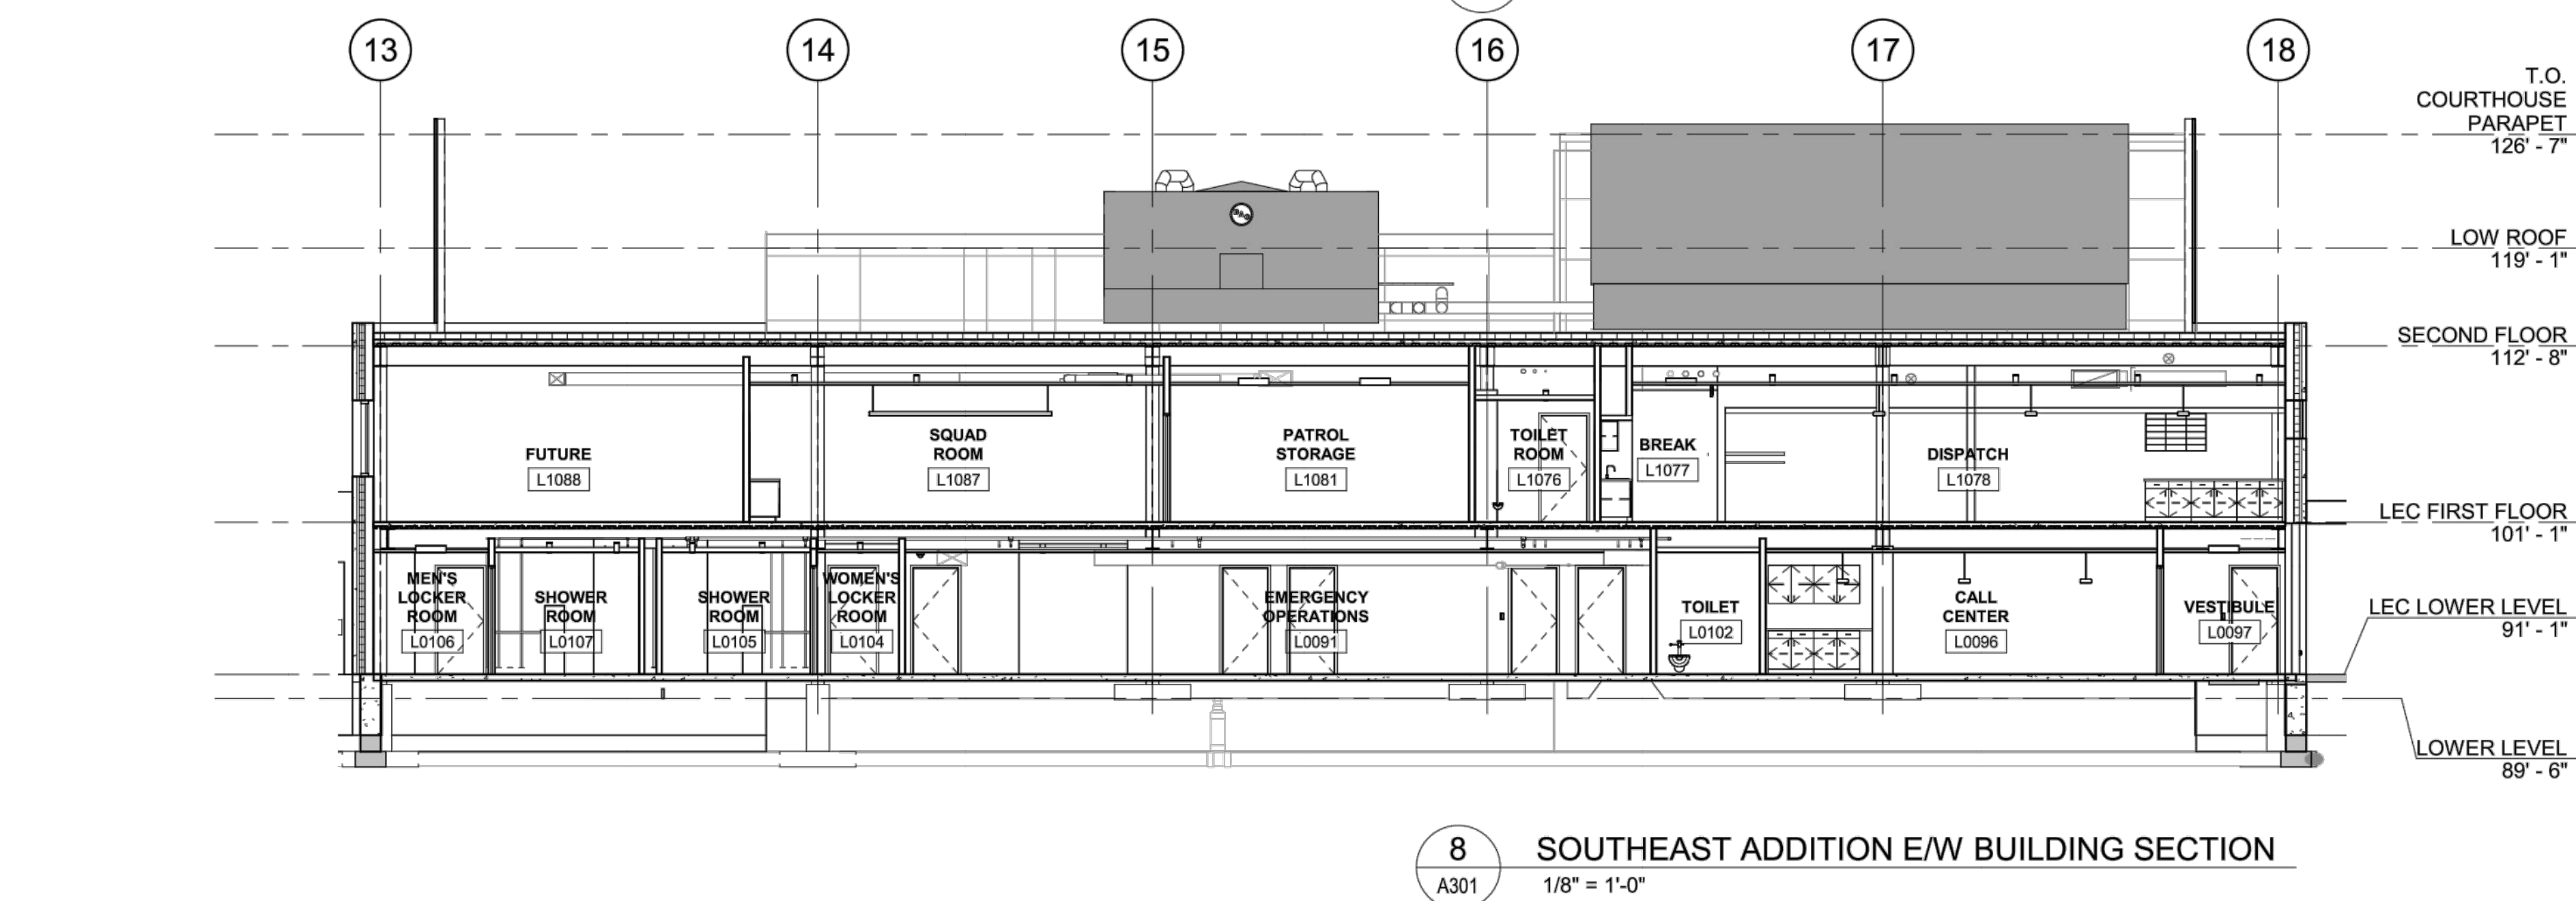 13
14
15
16
17
18
T.O.
COURTHOUSE
PARAPET
126' - 7"
LOW ROOF
119' - 1"
SECOND FLOOR
112' - 8"
FUTURE
L1088
SQUAD
ROOM
L1087
PATROL
STORAGE
L1081
TOILET
ROOM
L1076
BREAK
L1077
DISPATCH
L1078
LEC FIRST FLOOR
101' - 1"
MEN'S
LOCKER
ROOM
L0106
SHOWER
ROOM
L0107
SHOWER
ROOM
L0105
WOMEN'S
LOCKER
ROOM
L0104
EMERGENCY
OPERATIONS
L0091
TOILET
L0102
CALL
CENTER
L0096
VESTIBULE
L0097
LEC LOWER LEVEL
91' - 1"
LOWER LEVEL
89' - 6"
8
A301
SOUTHEAST ADDITION E/W BUILDING SECTION
1/8" = 1'-0"